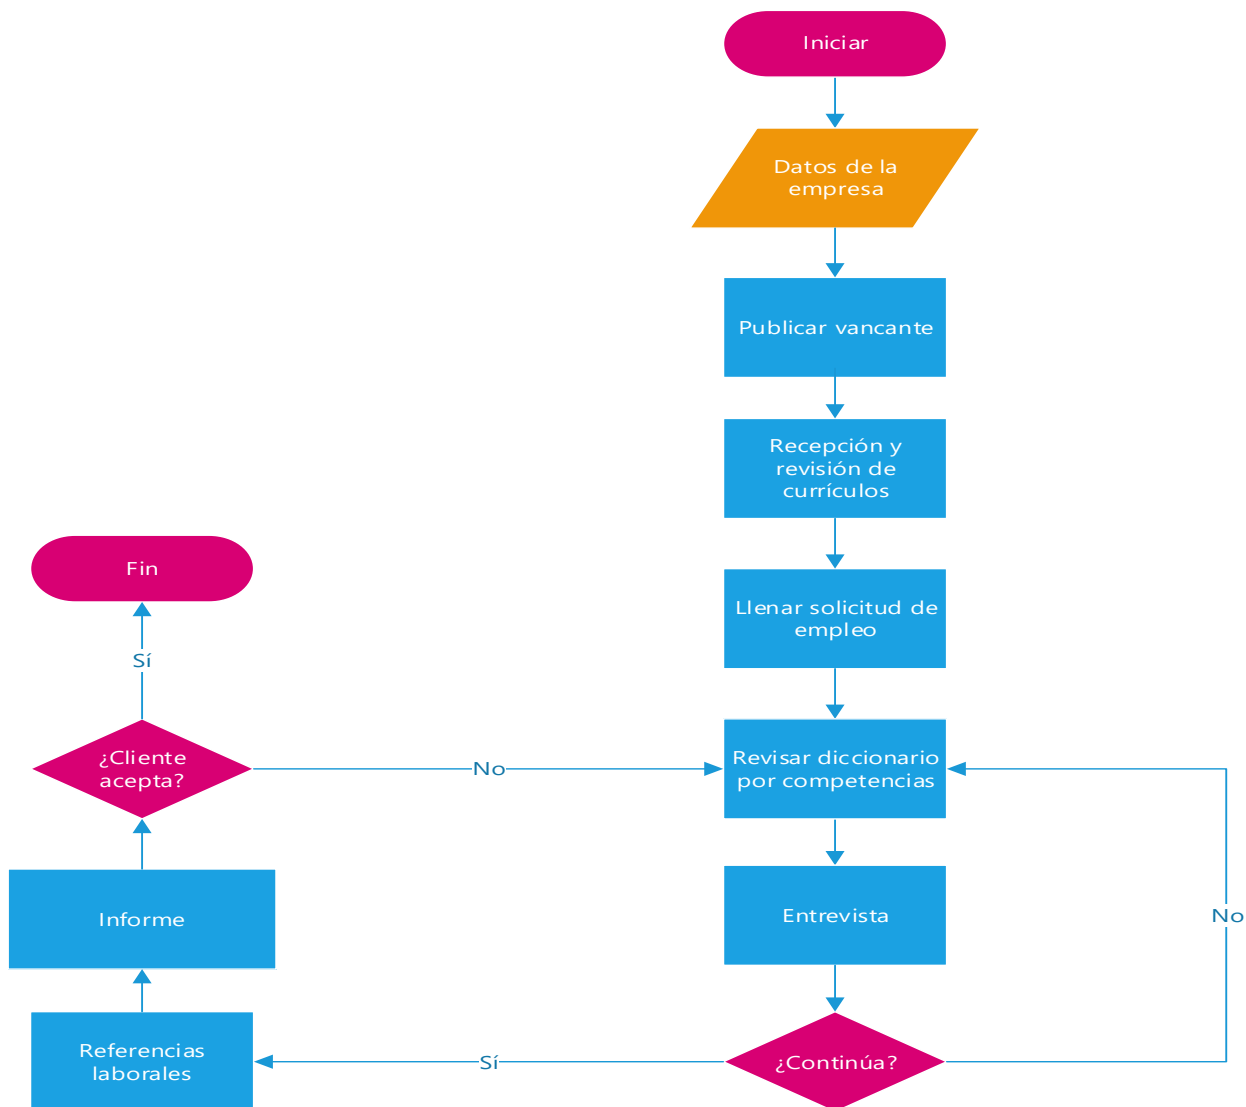 Iniciar
Datos de la
empresa
Publicar vancante
Recepción y
revisión de
currículos
Llenar solicitud de
empleo
Revisar diccionario
por competencias
Entrevista
¿Continúa?
No
Sí
Referencias
laborales
Informe
¿Cliente
acepta?
No
Sí
Fin